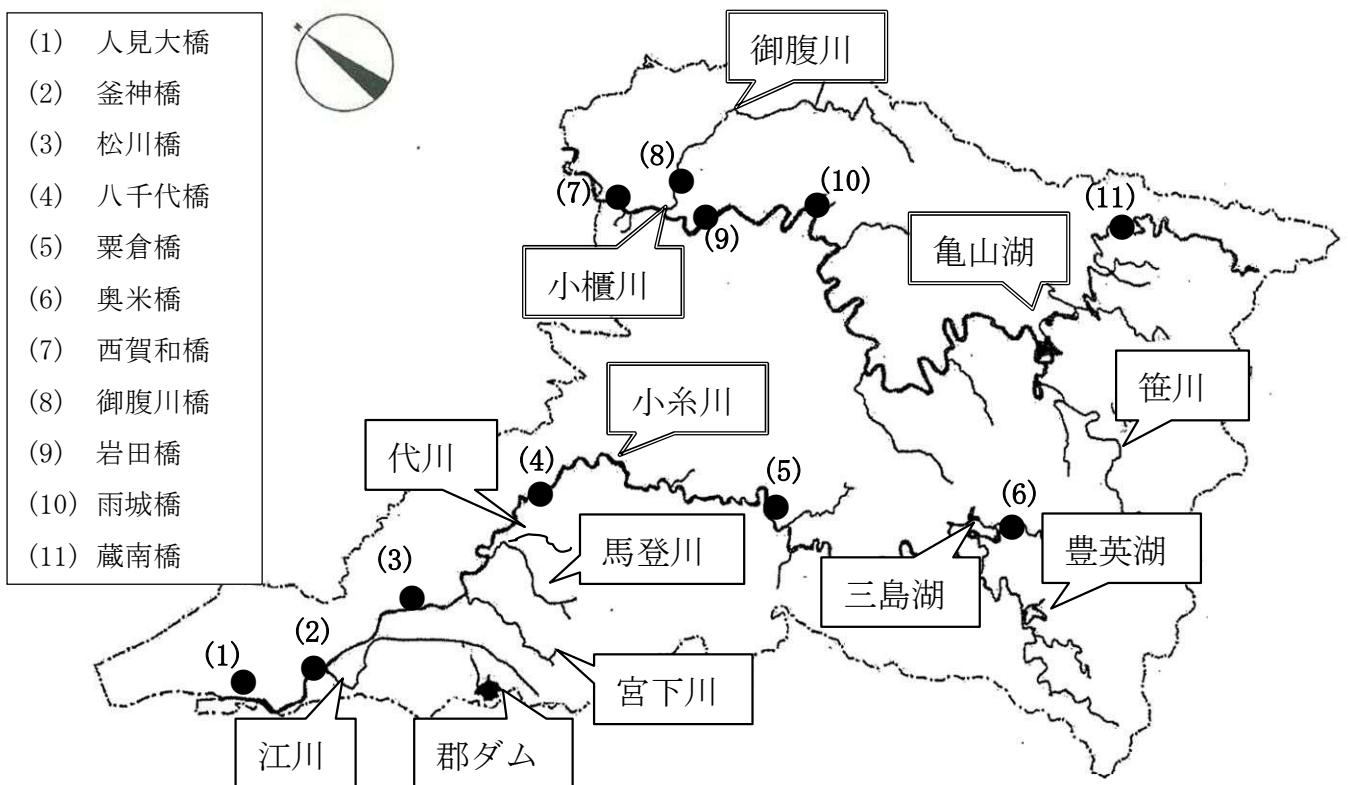 (1) 人見大橋
(2) 釜神橋
(3) 松川橋
(4) 八千代橋
(5) 粟倉橋
(6) 奥米橋
(7) 西賀和橋
(8) 御腹川橋
(9) 岩田橋
(10) 雨城橋
(11) 蔵南橋
N
御腹川
(8)
(7)
(10)
(9)
(11)
小櫃川
亀山湖
笹川
小糸川
代川
(4)
(5)
(6)
馬登川
豊英湖
三島湖
(3)
(2)
(1)
宮下川
江川
郡ダム